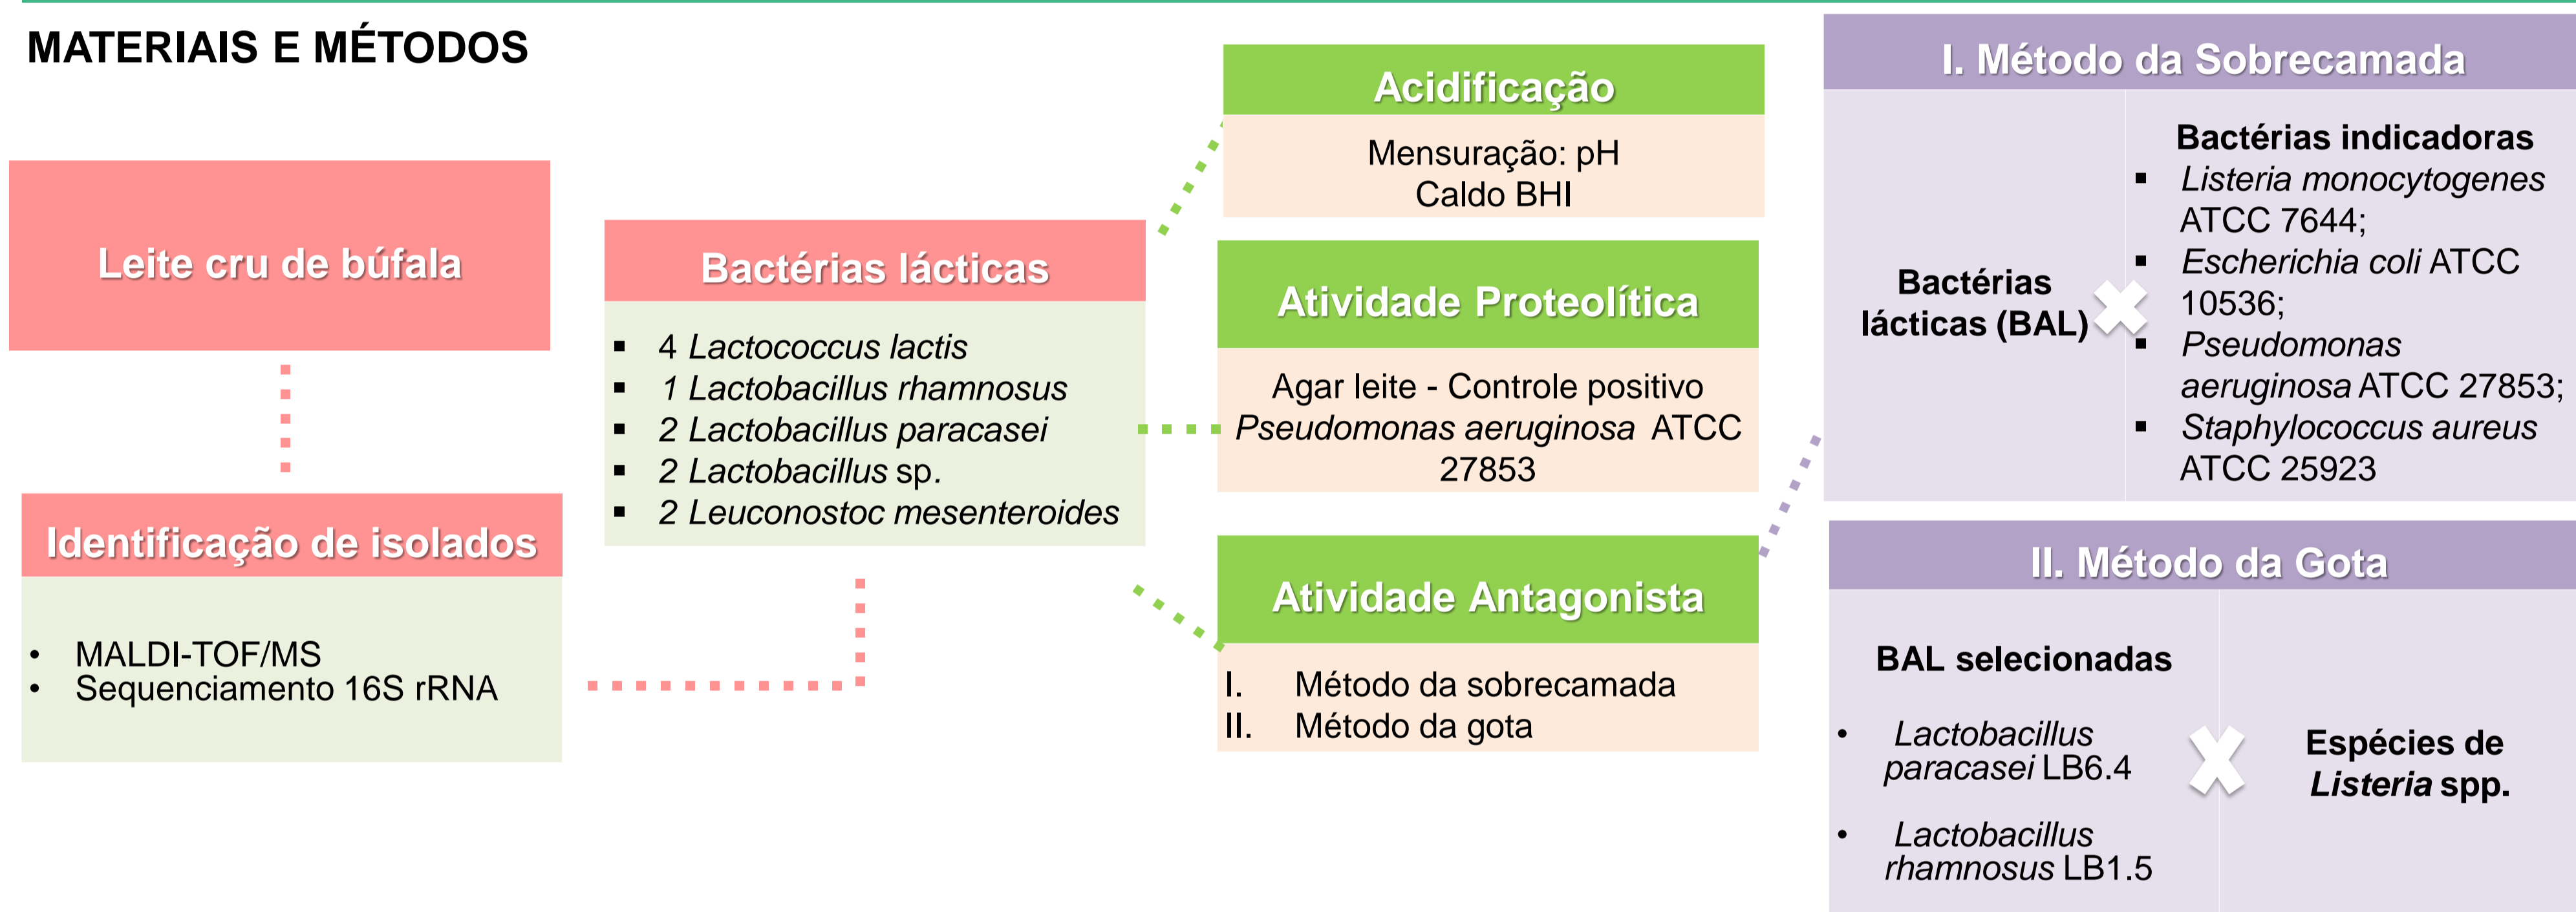 MATERIAIS E MÉTODOS
Leite cru de búfala
Identificação de isolados
• MALDI-TOF/MS
• Sequenciamento 16S rRNA
Bactérias lácticas
▪ 4 Lactococcus lactis
▪ 1 Lactobacillus rhamnosus
▪ 2 Lactobacillus paracasei
▪ 2 Lactobacillus sp.
▪ 2 Leuconostoc mesenteroides
Acidificação
Mensuração: pH
Caldo BHI
Atividade Proteolítica
Agar leite - Controle positivo
Pseudomonas aeruginosa ATCC
27853
Atividade Antagonista
I. Método da sobrecamada
II. Método da gota
I. Método da Sobrecamada
Bactérias
lácticas (BAL)
Bactérias indicadoras
▪ Listeria monocytogenes
ATCC 7644;
▪ Escherichia coli ATCC
10536;
▪ Pseudomonas
aeruginosa ATCC 27853;
▪ Staphylococcus aureus
ATCC 25923
II. Método da Gota
BAL selecionadas
• Lactobacillus
paracasei LB6.4
• Lactobacillus
rhamnosus LB1.5
Espécies de
Listeria spp.